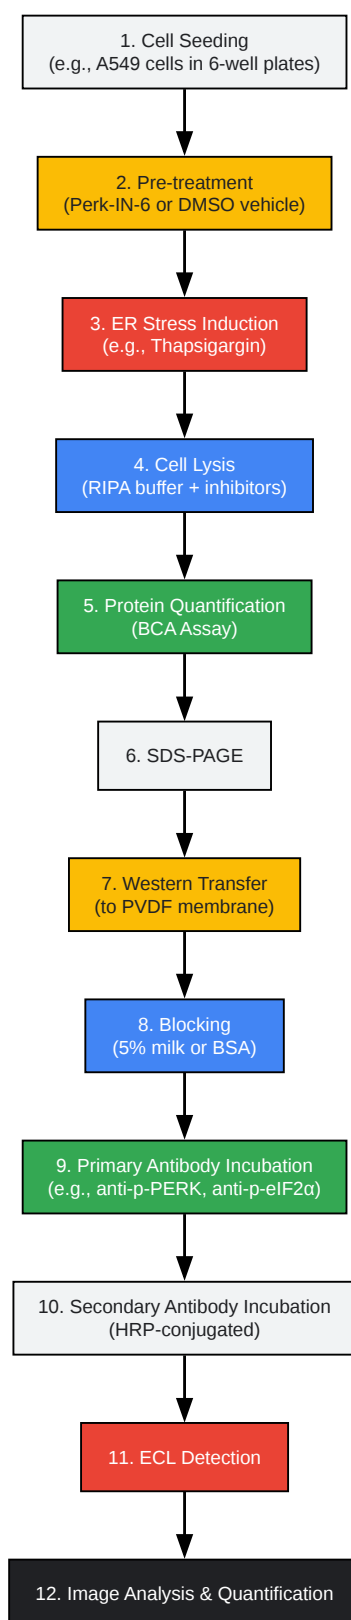 1. Cell Seeding
(e.g., A549 cells in 6-well plates)
2. Pre-treatment
(Perk-IN-6 or DMSO vehicle)
3. ER Stress Induction
(e.g., Thapsigargin)
4. Cell Lysis
(RIPA buffer + inhibitors)
5. Protein Quantification
(BCA Assay)
6. SDS-PAGE
7. Western Transfer
(to PVDF membrane)
8. Blocking
(5% milk or BSA)
9. Primary Antibody Incubation
(e.g., anti-p-PERK, anti-p-eIF2α)
10. Secondary Antibody Incubation
(HRP-conjugated)
11. ECL Detection
12. Image Analysis & Quantification